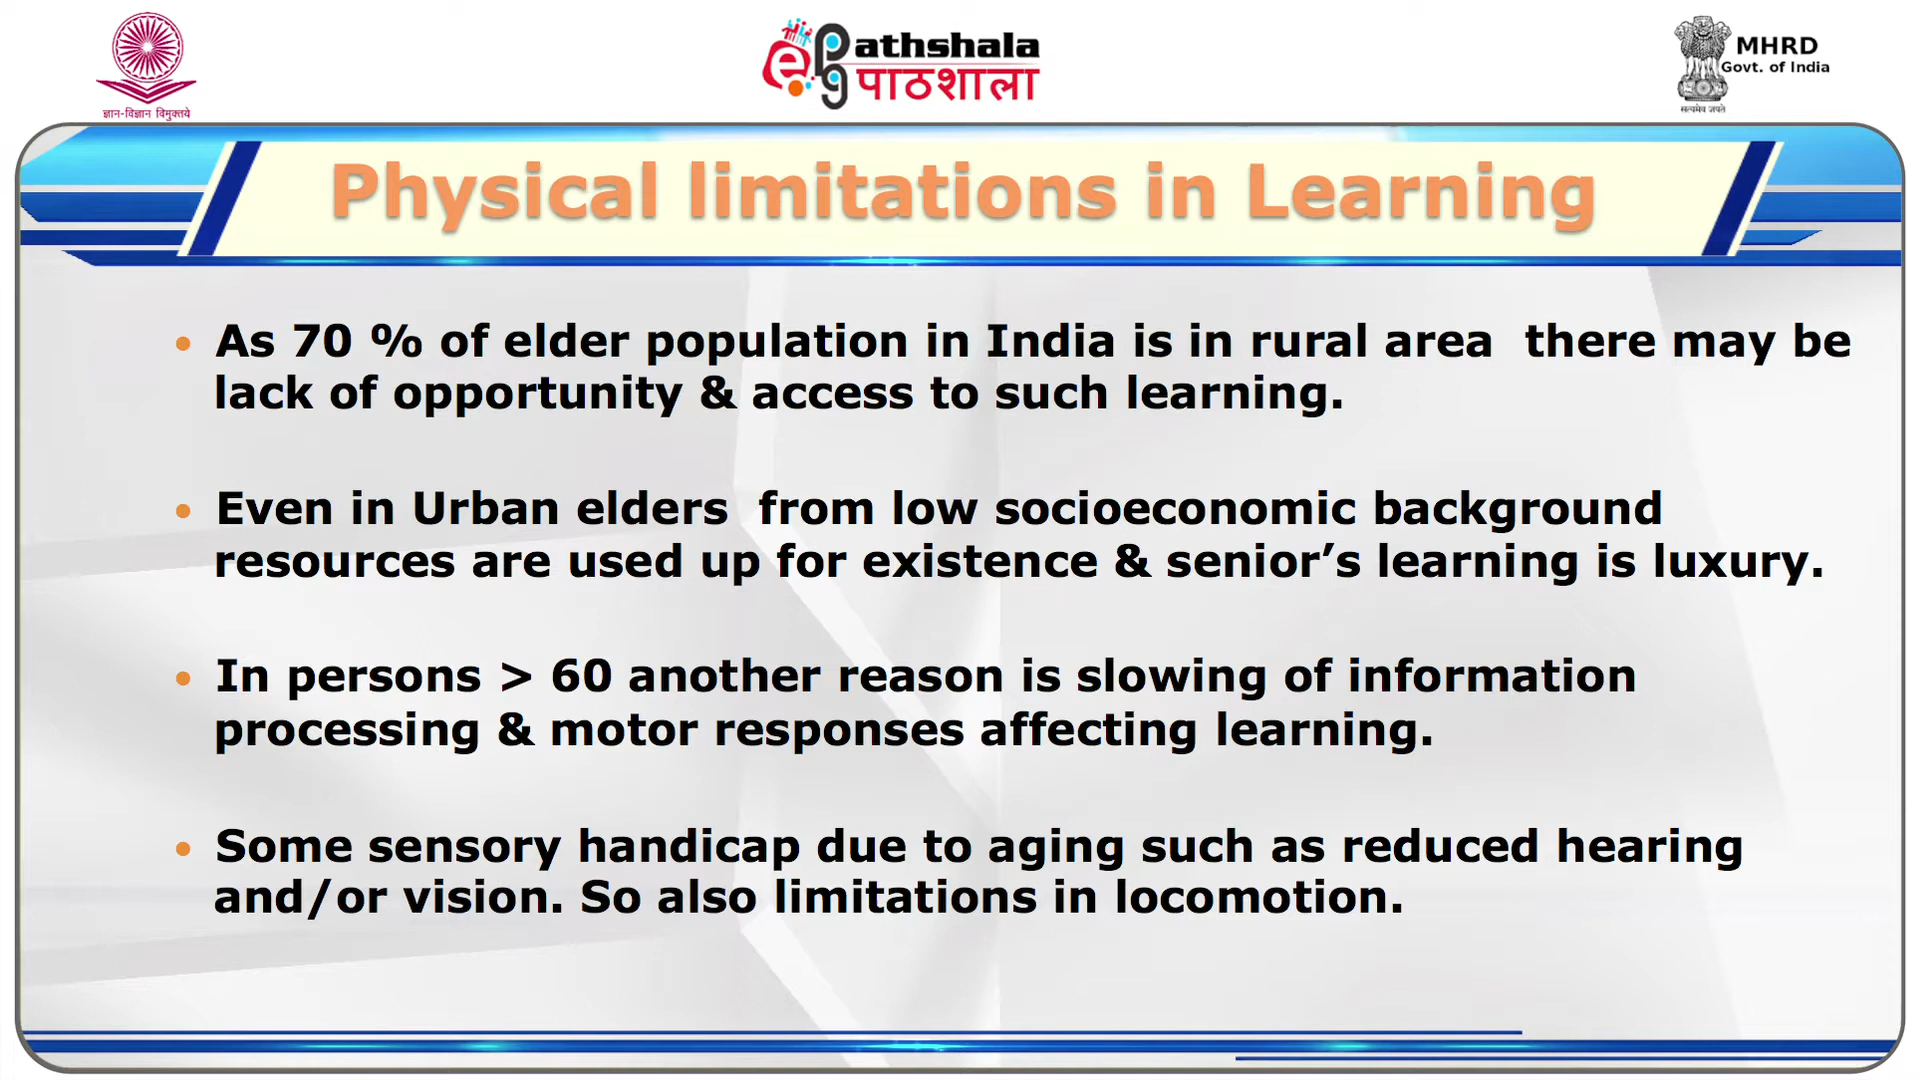 ज्ञान-विज्ञान विमुक्तये
e pg athshala
पाठशाला
MHRD
Govt. of India
सत्यमेव जयते
Physical limitations in Learning
• As 70 % of elder population in India is in rural area there may be
lack of opportunity & access to such learning.
• Even in Urban elders from low socioeconomic background
resources are used up for existence & senior’s learning is luxury.
• In persons > 60 another reason is slowing of information
processing & motor responses affecting learning.
• Some sensory handicap due to aging such as reduced hearing
and/or vision. So also limitations in locomotion.